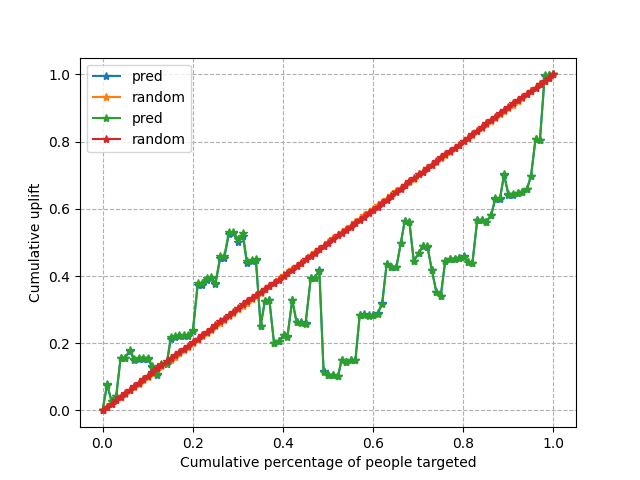 pred
random
pred
random
1.0
0.8
0.6
0.4
0.2
0.0
Cumulative uplift
0.0 0.2 0.4 0.6 0.8 1.0
Cumulative percentage of people targeted